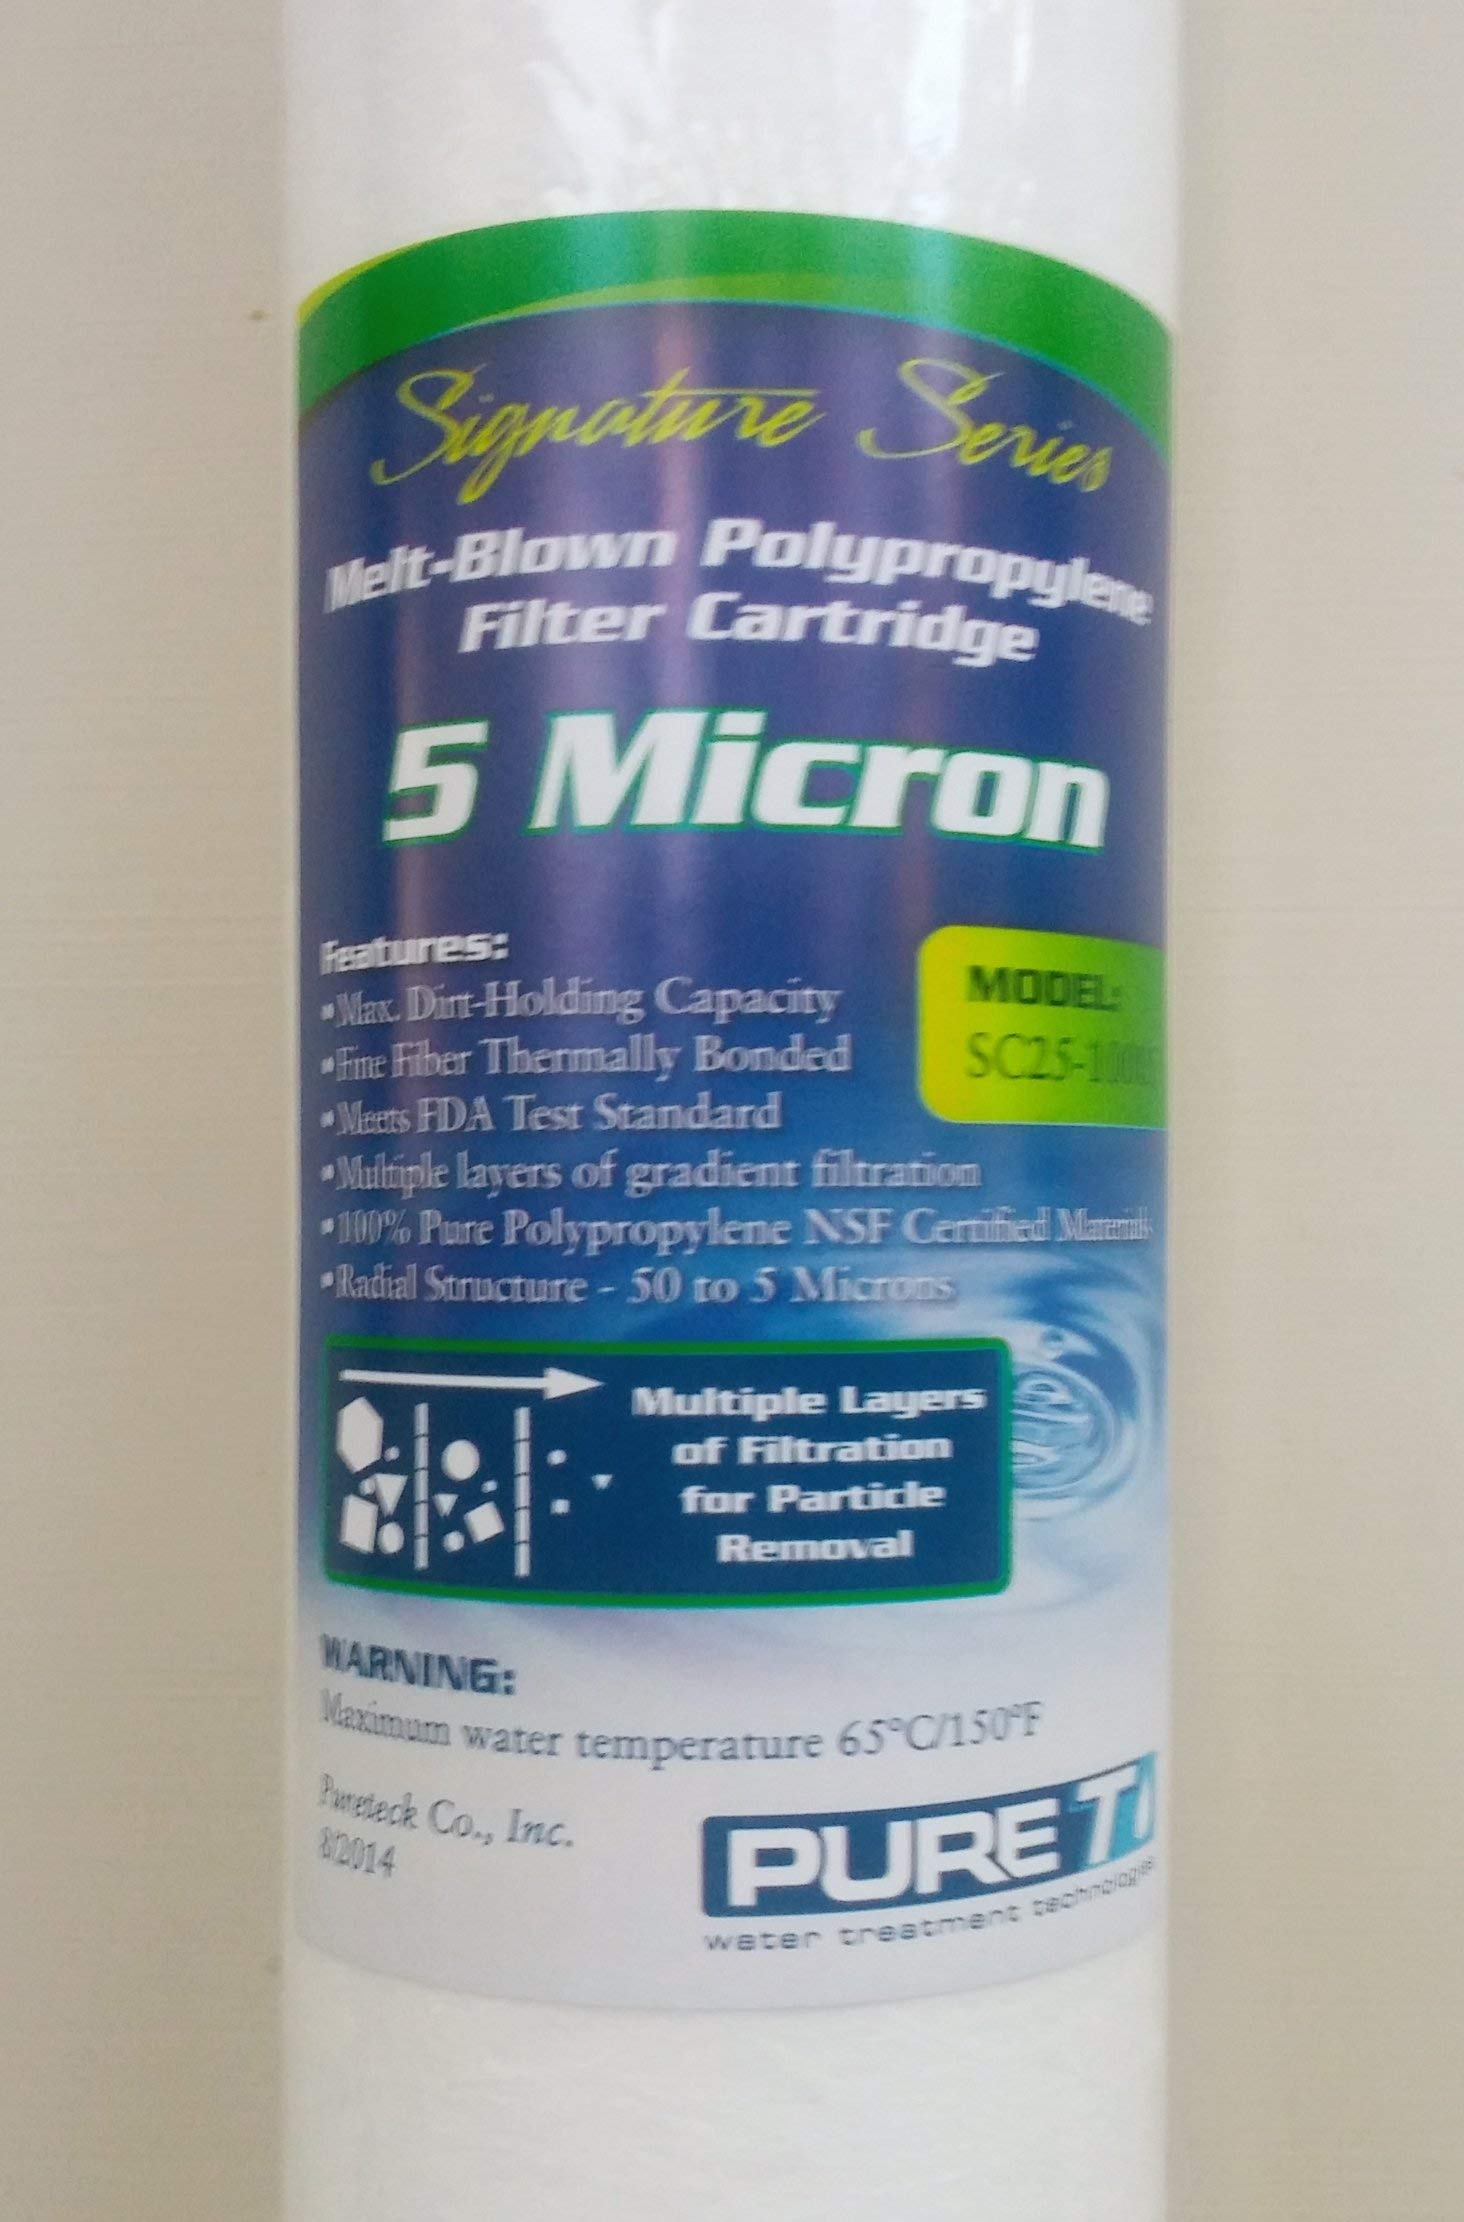 Signature Series
Melt-Blown Polypropylene
Filter Cartridge
5 Micron
Features:
▪Max. Dirt-Holding Capacity
▪Fine Fiber Thermally Bonded
▪Meets FDA Test Standard
▪Multiple layers of gradient filtration
▪100% Pure Polypropylene NSF Certified Materials
▪Radial Structure - 50 to 5 Microns
MODEL:
Multiple Layers
of Filtration
for Particle
Removal
WARNING:
Maximum water temperature 65°C/150°F
Pureteck Co., Inc.
8/2014
PURE
water treatment technologies